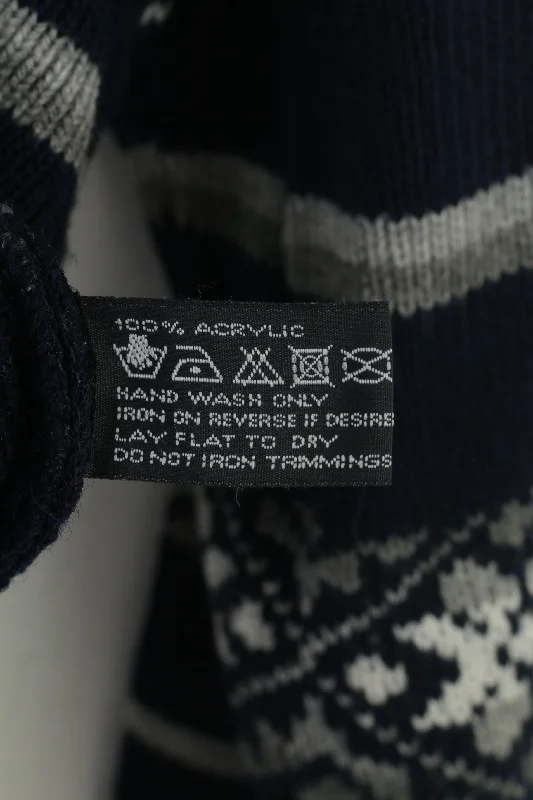 100% ACRYLIC
HAND WASH ONLY
IRON ON REVERSE IF DESIRE
LAY FLAT TO DRY
DO NOT IRON TRIMMINGS